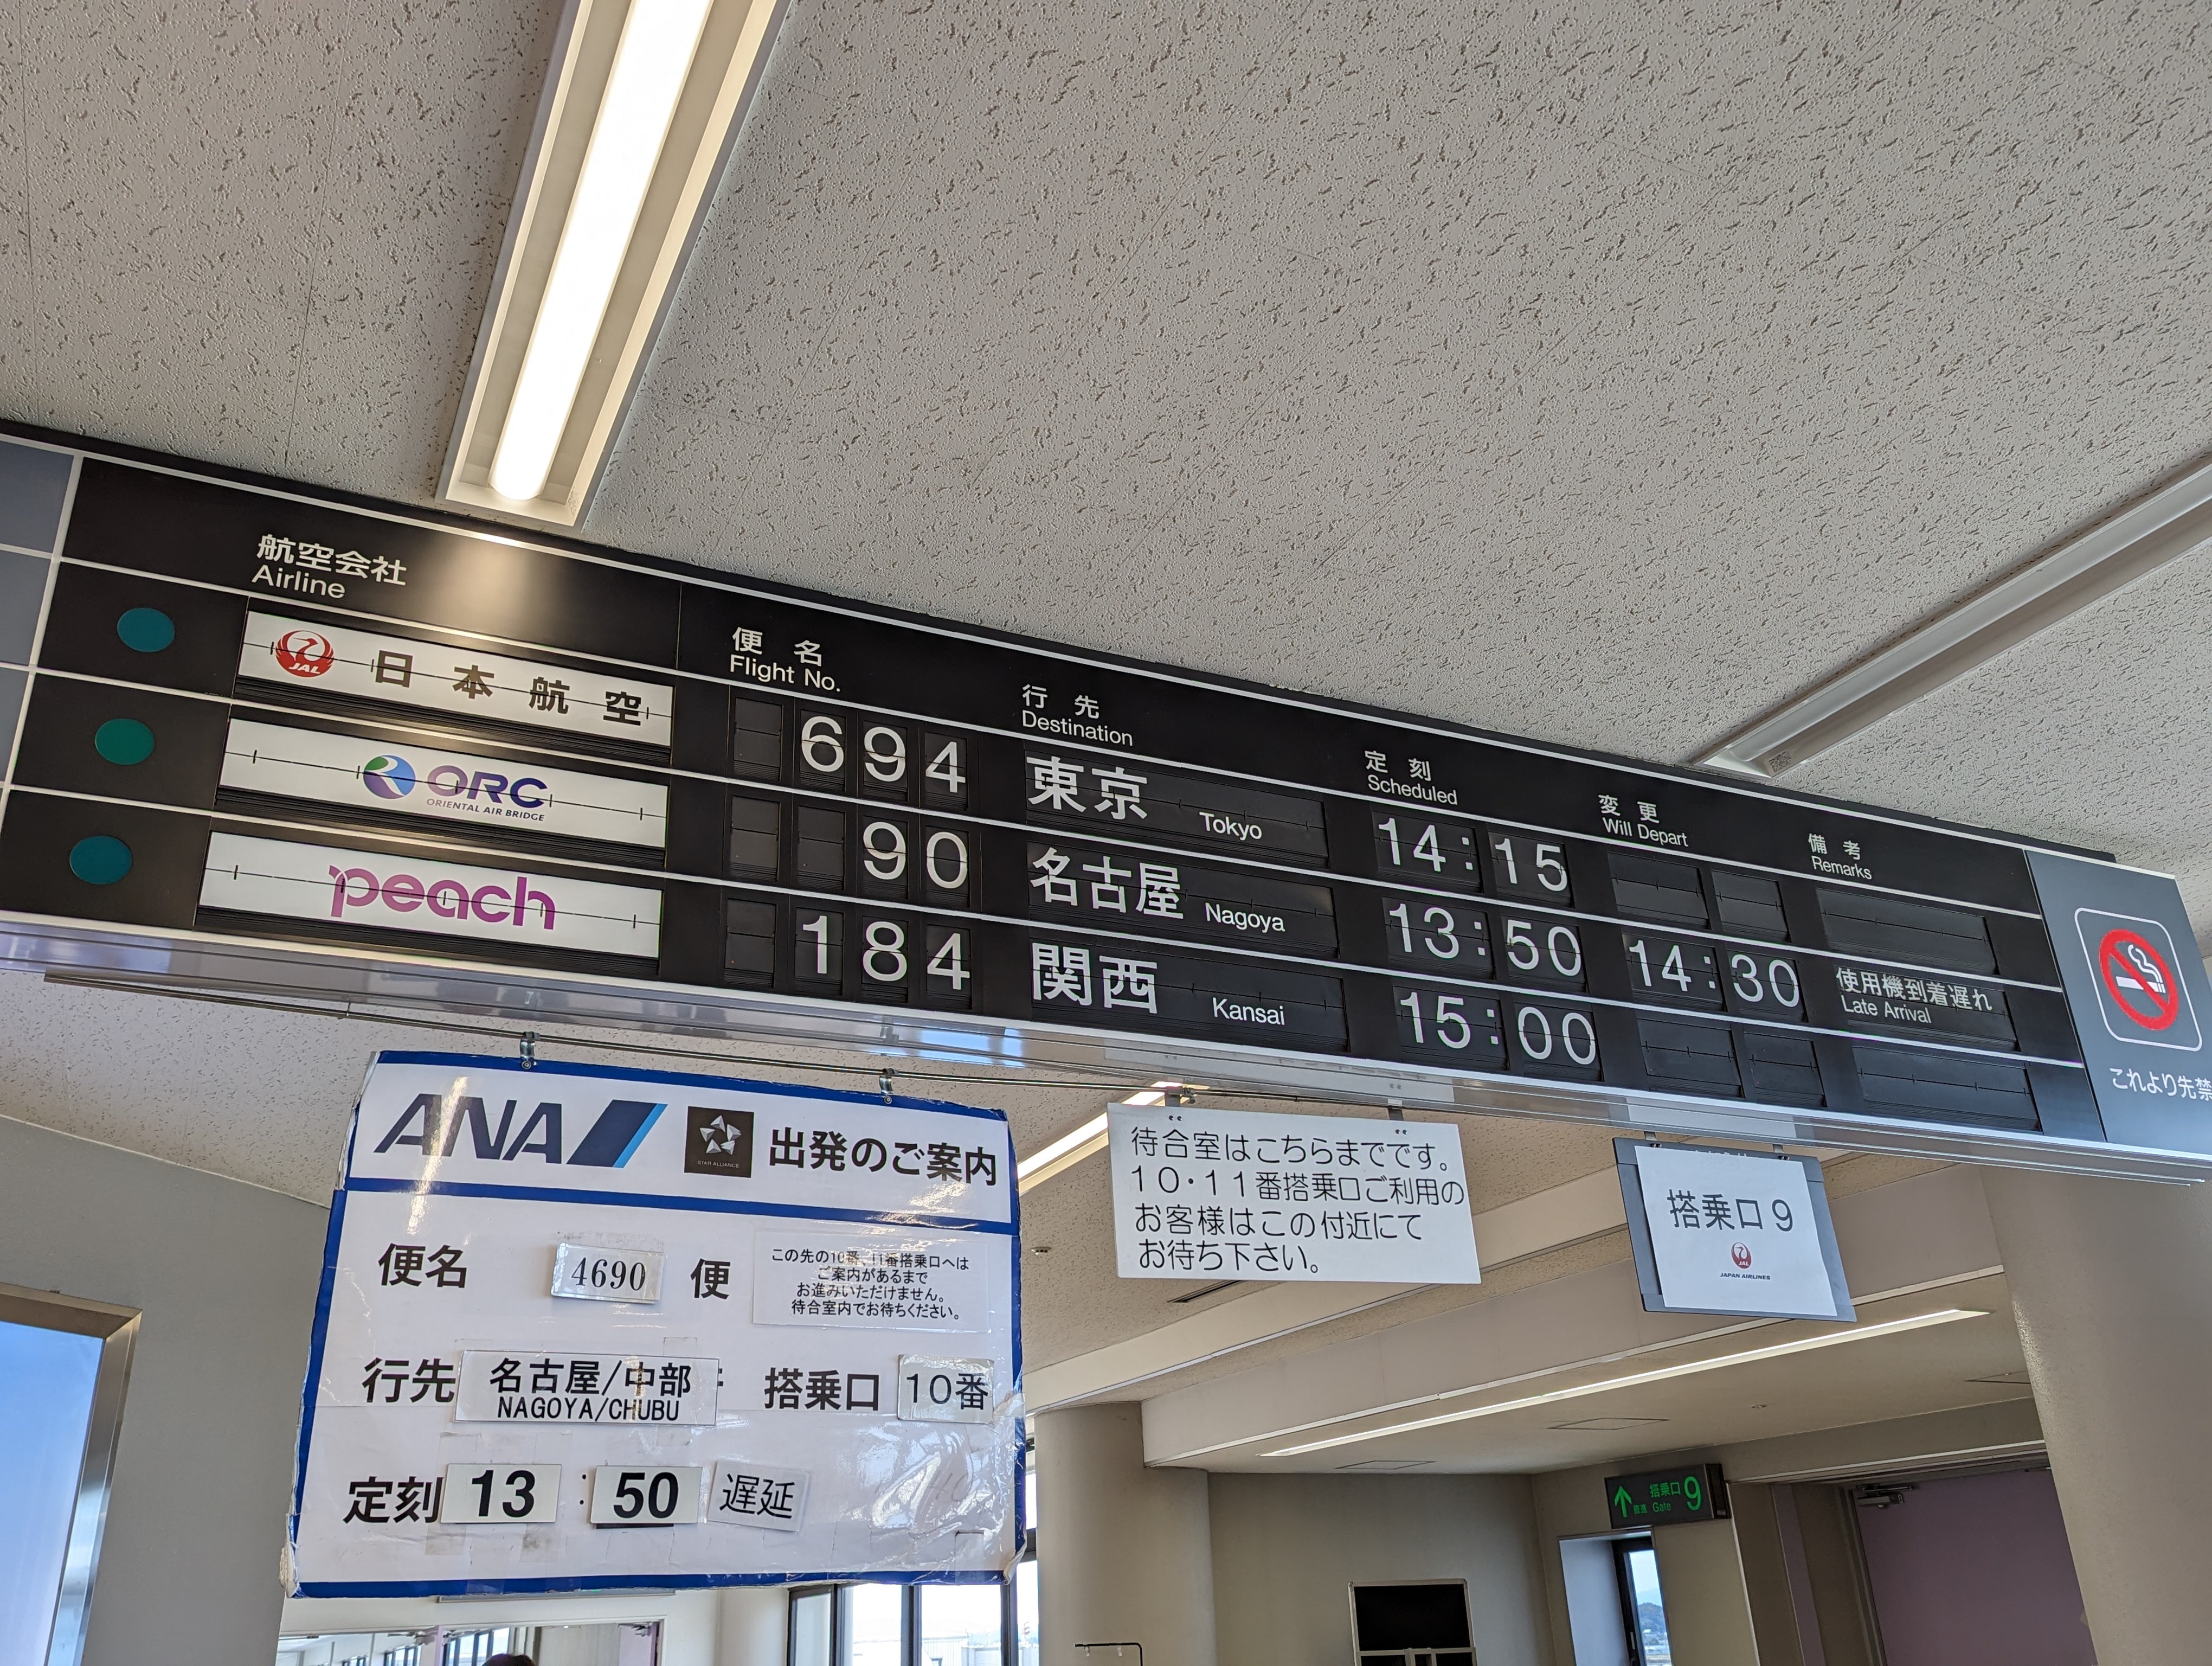 航空会社
Airline
便名
Flight No.
行先
Destination
定刻
Scheduled
変更
Will Depart
備考
Remarks
JAL 日本航空 694 東京 Tokyo 14:15
ORC ORIENTAL AIR BRIDGE 90 名古屋 Nagoya 13:50 14:30 使用機到着遅れ Late Arrival
peach 184 関西 Kansai 15:00
これより先禁
ANA STAR ALLIANCE 出発のご案内
便名 4690 便
この先の10番、11番搭乗口へは
ご案内があるまで
お進みいただけません。
待合室内でお待ちください。
行先 名古屋/中部
NAGOYA/CHUBU
搭乗口 10番
定刻 13:50 遅延
待合室はこちらまでです。
10・11番搭乗口ご利用の
お客様はこの付近にて
お待ち下さい。
搭乗口 9
JAL
JAPAN AIRLINES
搭乗口 9
直進 Gate